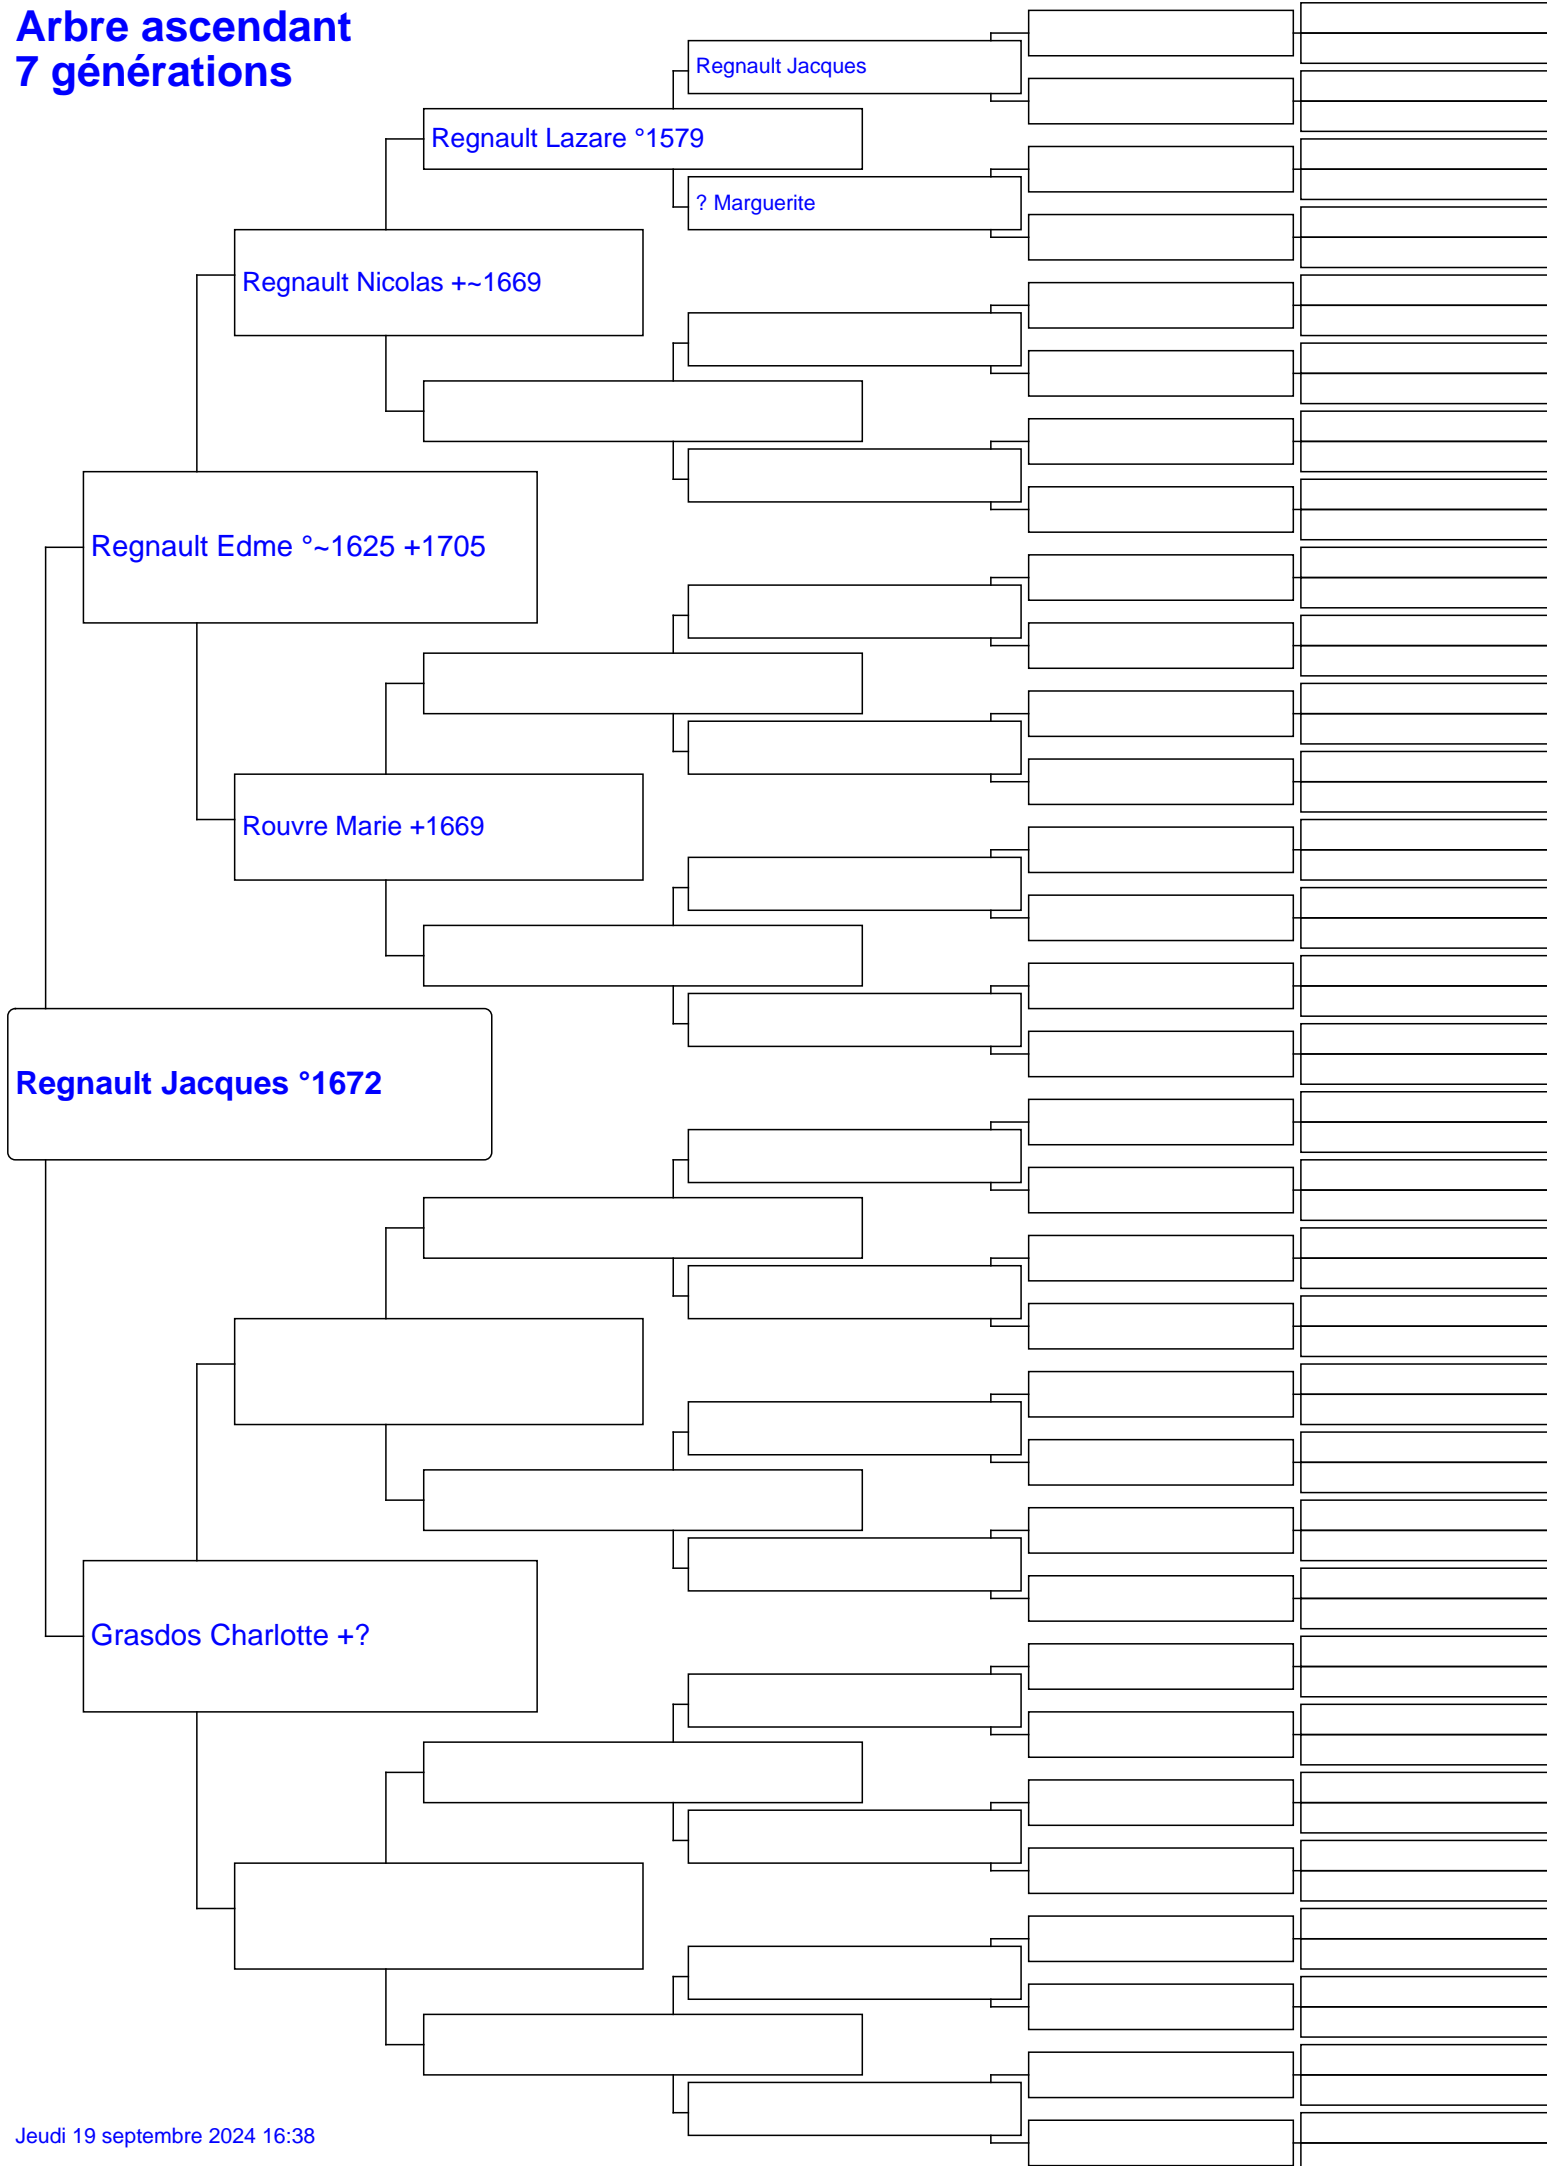 Arbre ascendant
7 générations
Regnault Jacques
Regnault Lazare °1579
? Marguerite
Regnault Nicolas +~1669
Regnault Edme °~1625 +1705
Rouvre Marie +1669
Regnault Jacques °1672
Grasdos Charlotte +?
Jeudi 19 septembre 2024 16:38